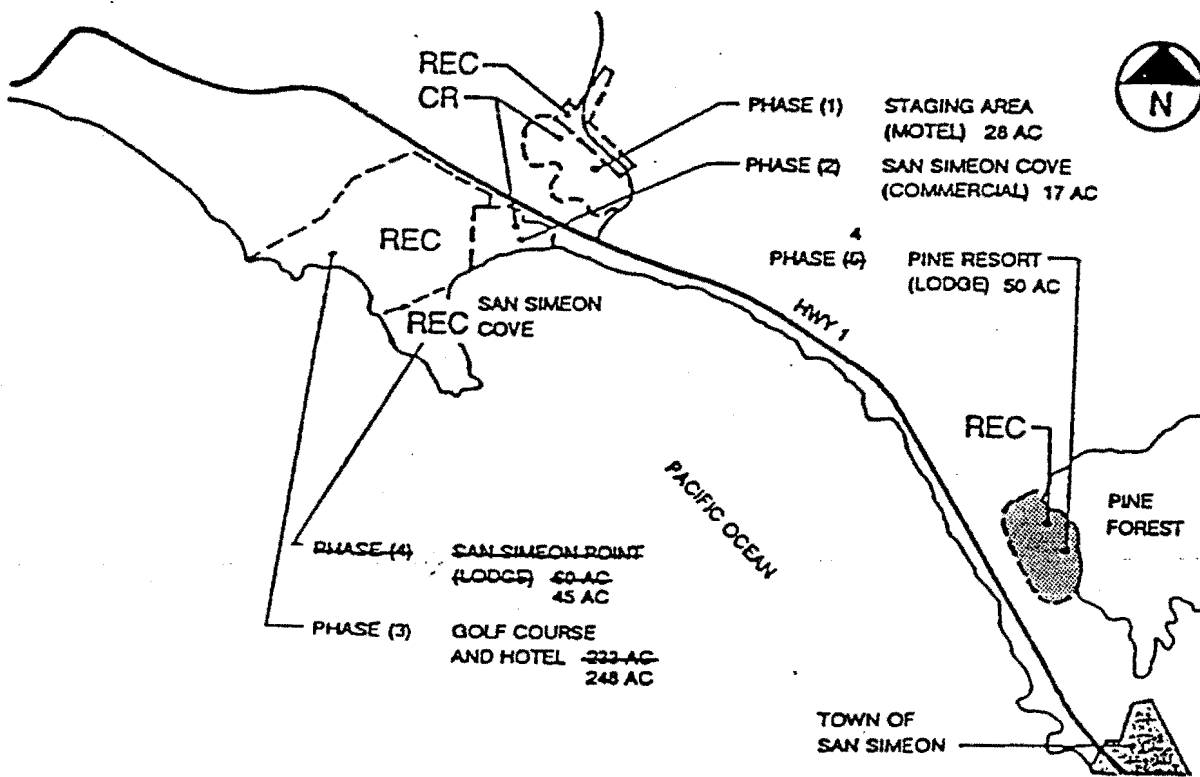 REC
CR
N
PHASE (1) STAGING AREA
(MOTEL) 28 AC
PHASE (2) SAN SIMEON COVE
(COMMERCIAL) 17 AC
4
PHASE (5) PINE RESORT
(LODGE) 50 AC
REC
REC SAN SIMEON
COVE
HWY 1
REC
PACIFIC OCEAN
PINE
FOREST
PHASE (4) SAN SIMEON POINT
(LODGE) 60 AC
45 AC
PHASE (3) GOLF COURSE
AND HOTEL 233 AC
248 AC
TOWN OF
SAN SIMEON